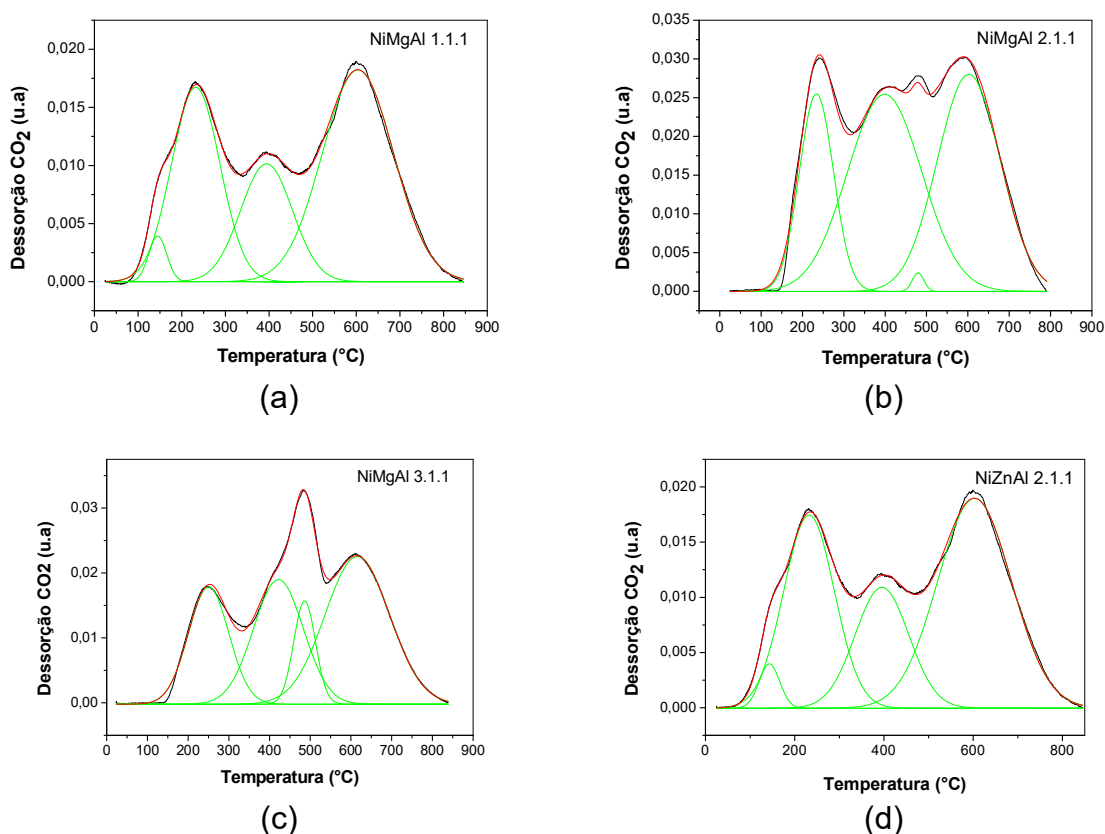 NiMgAl 1.1.1
Dessorção CO2 (u.a)
0,020
0,015
0,010
0,005
0,000
0 100 200 300 400 500 600 700 800 900
Temperatura (°C)
(a)
NiMgAl 2.1.1
Dessorção CO2 (u.a)
0,035
0,030
0,025
0,020
0,015
0,010
0,005
0,000
0 100 200 300 400 500 600 700 800 900
Temperatura (°C)
(b)
NiMgAl 3.1.1
Dessorção CO2 (u.a)
0,03
0,02
0,01
0,00
0 100 200 300 400 500 600 700 800 900
Temperatura (°C)
(c)
NiZnAl 2.1.1
Dessorção CO2 (u.a)
0,020
0,015
0,010
0,005
0,000
0 200 400 600 800
Temperatura (°C)
(d)